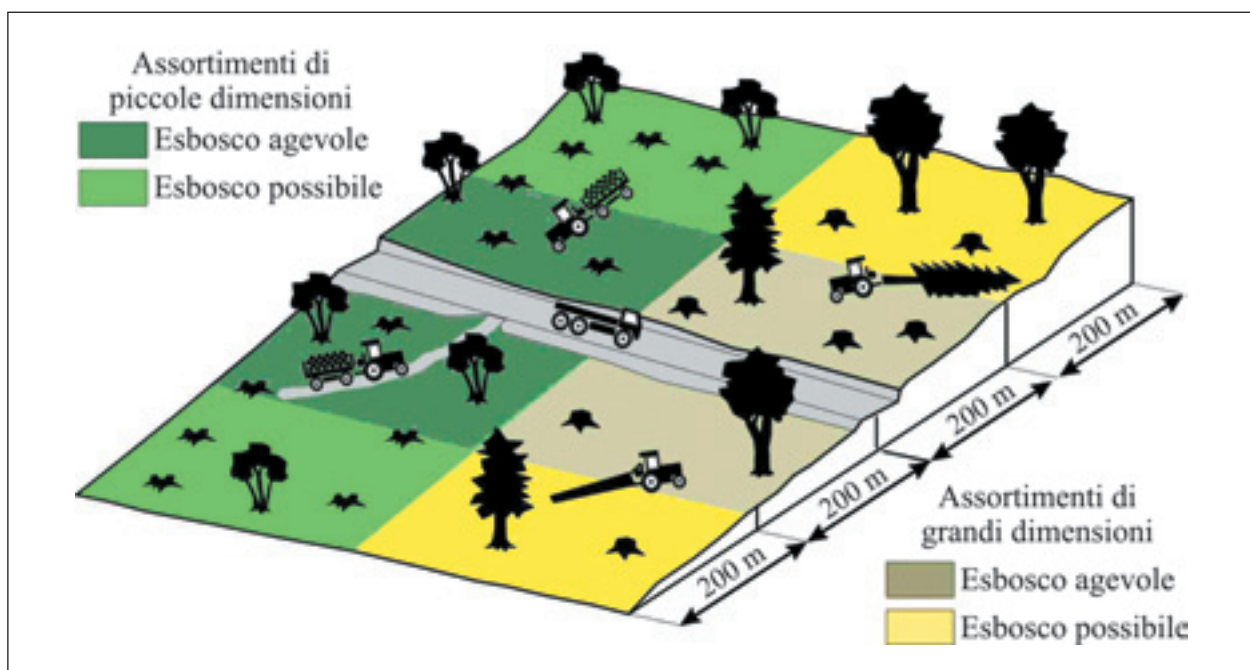 Assortimenti di
piccole dimensioni
Esbosco agevole
Esbosco possibile
200 m
200 m
200 m
200 m
Assortimenti di
grandi dimensioni
Esbosco agevole
Esbosco possibile